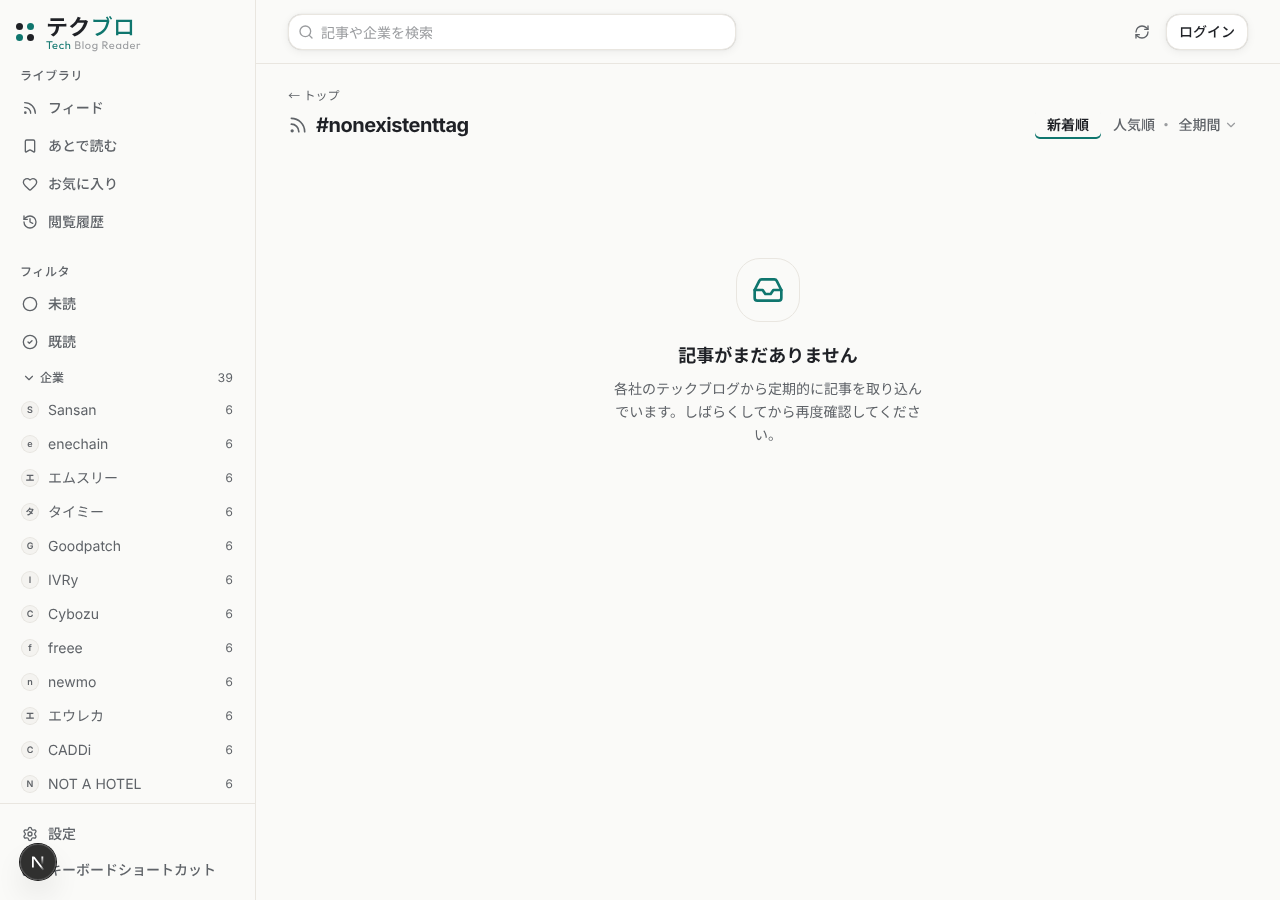 テクブロ
Tech Blog Reader
記事や企業を検索
ログイン
ライブラリ
フィード
あとで読む
お気に入り
閲覧履歴
フィルタ
未読
既読
企業 39
S Sansan 6
e enechain 6
エ エムスリー 6
タ タイミー 6
G Goodpatch 6
I IVRy 6
C Cybozu 6
f freee 6
n newmo 6
エ エウレカ 6
C CADDi 6
N NOT A HOTEL 6
設定
N
キーボードショートカット
← トップ
#nonexistenttag
新着順 人気順 • 全期間
記事がまだありません
各社のテックブログから定期的に記事を取り込ん
でいます。しばらくしてから再度確認してくださ
い。